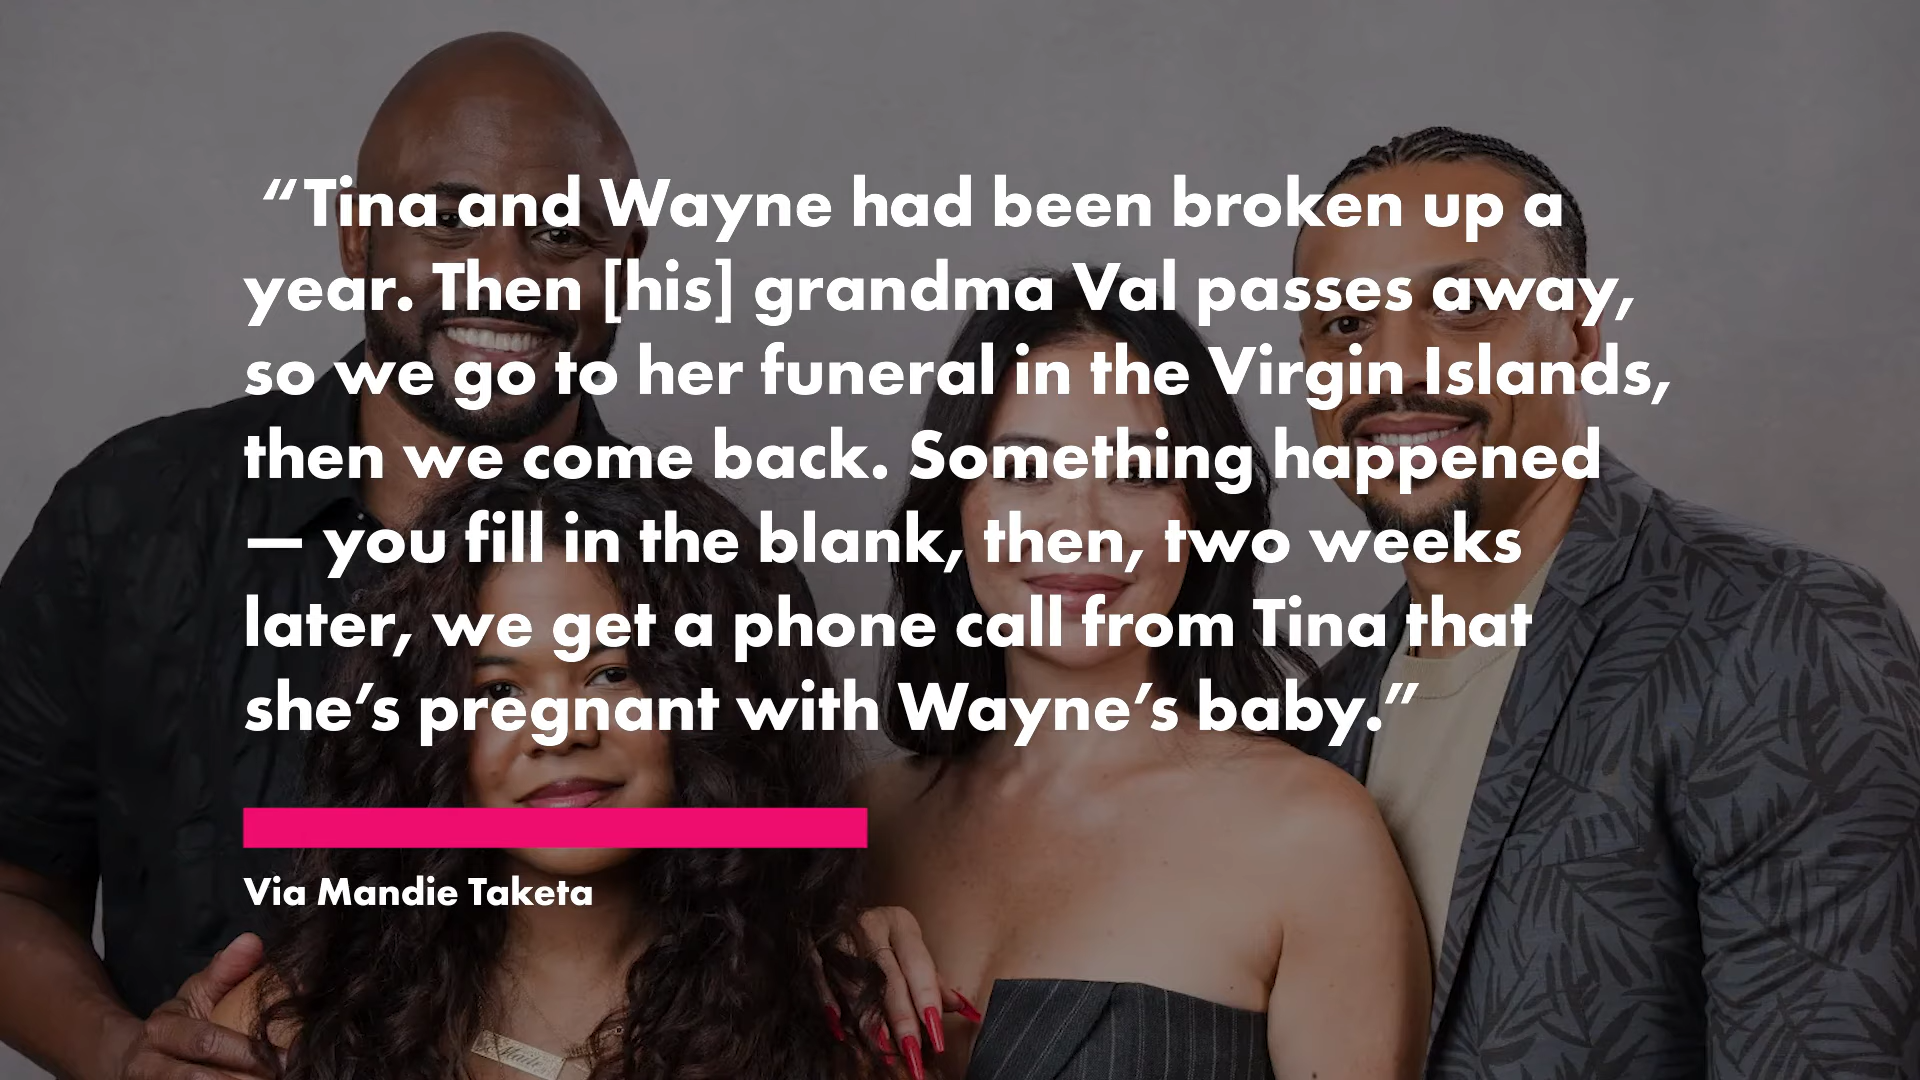 “Tina and Wayne had been broken up a
year. Then [his] grandma Val passes away,
so we go to her funeral in the Virgin Islands,
then we come back. Something happened
— you fill in the blank, then, two weeks
later, we get a phone call from Tina that
she’s pregnant with Wayne’s baby.”
Via Mandie Taketa